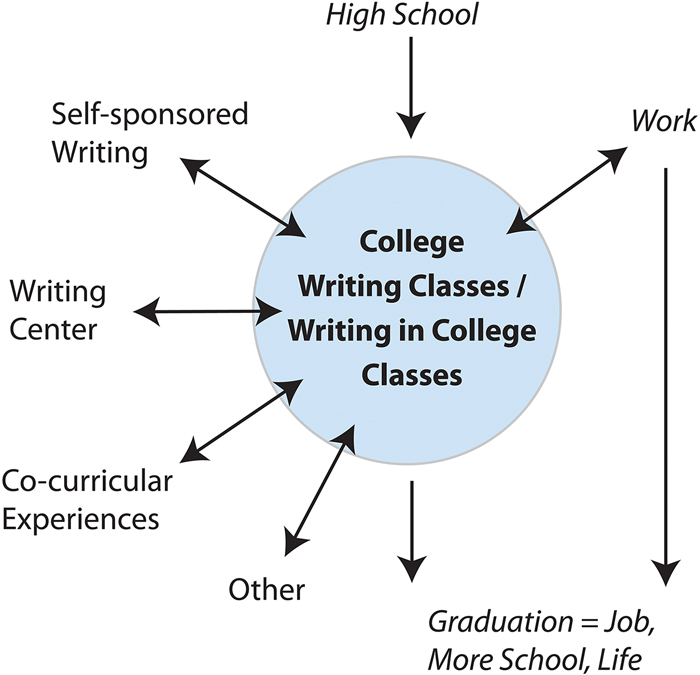 High School
Self-sponsored
Writing
Work
College
Writing Classes /
Writing in College
Classes
Writing
Center
Co-curricular
Experiences
Other
Graduation = Job,
More School, Life